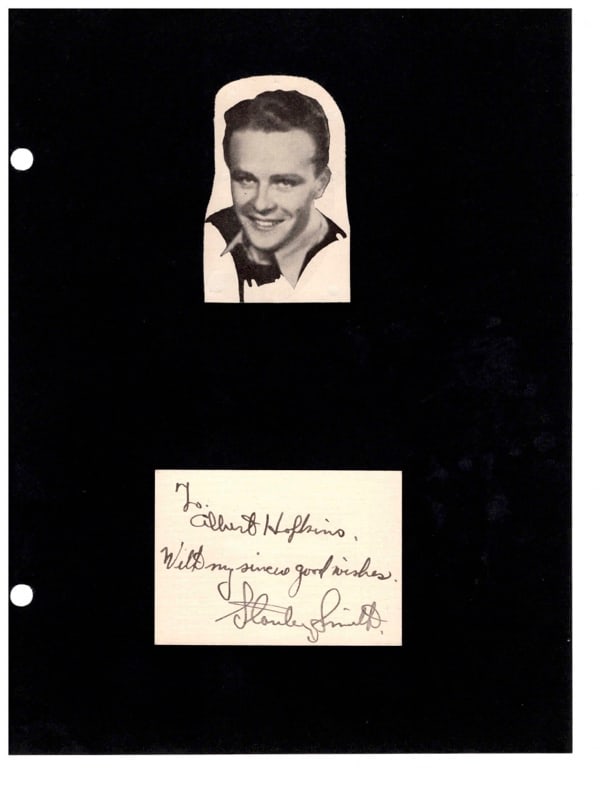 To.
Albert Hopkins.
With my sincere good wishes.
Stanley Smith.